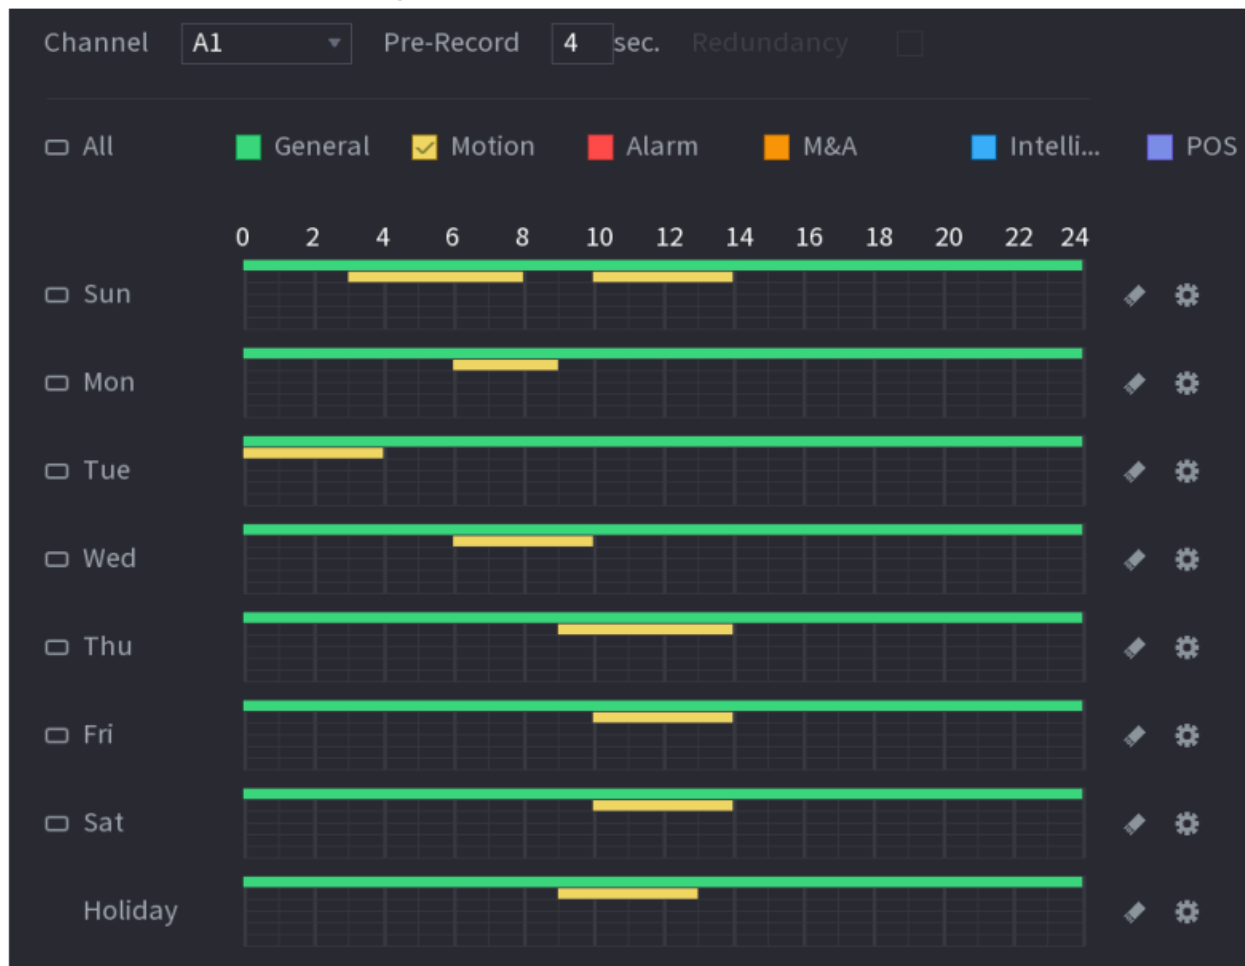 Channel A1 Pre-Record 4 sec. Redundancy
All General Motion Alarm M&A Intelli... POS
0 2 4 6 8 10 12 14 16 18 20 22 24
Sun
Mon
Tue
Wed
Thu
Fri
Sat
Holiday